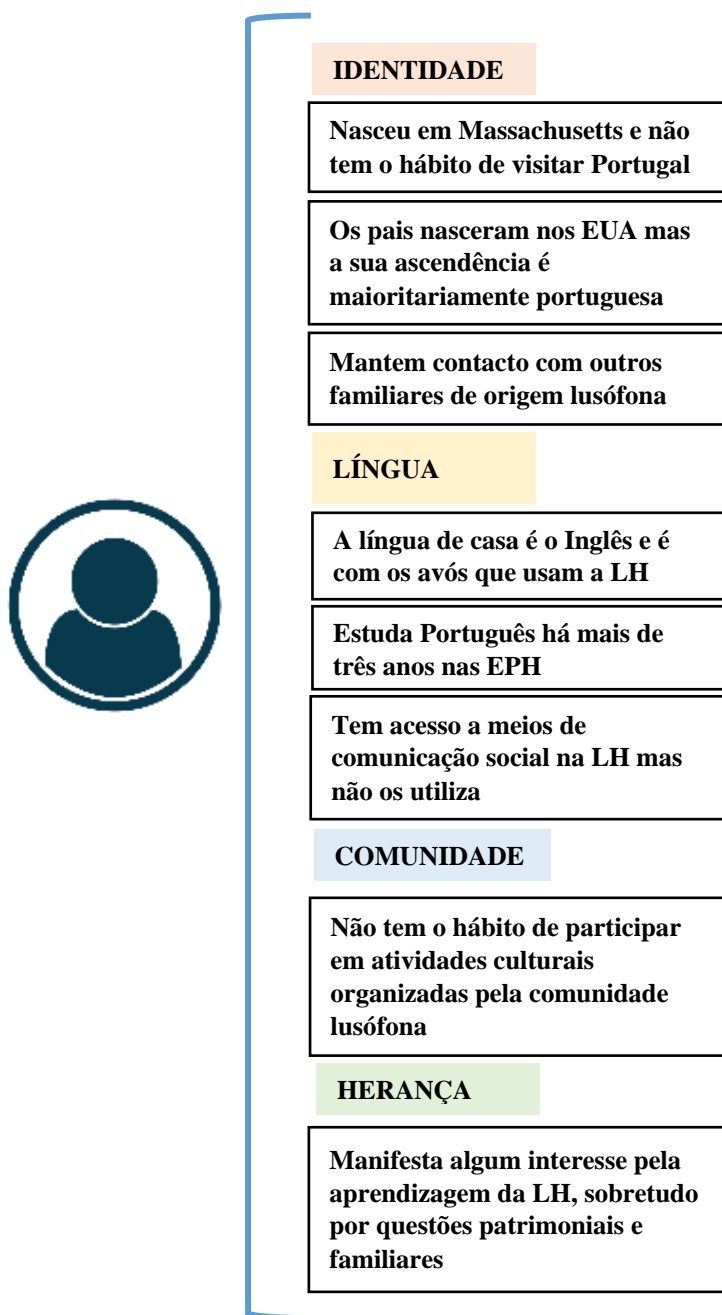 IDENTIDADE
Nasceu em Massachusetts e não
tem o hábito de visitar Portugal
Os pais nasceram nos EUA mas
a sua ascendência é
maioritariamente portuguesa
Mantem contacto com outros
familiares de origem lusófona
LÍNGUA
A língua de casa é o Inglês e é
com os avós que usam a LH
Estuda Português há mais de
três anos nas EPH
Tem acesso a meios de
comunicação social na LH mas
não os utiliza
COMUNIDADE
Não tem o hábito de participar
em atividades culturais
organizadas pela comunidade
lusófona
HERANÇA
Manifesta algum interesse pela
aprendizagem da LH, sobretudo
por questões patrimoniais e
familiares